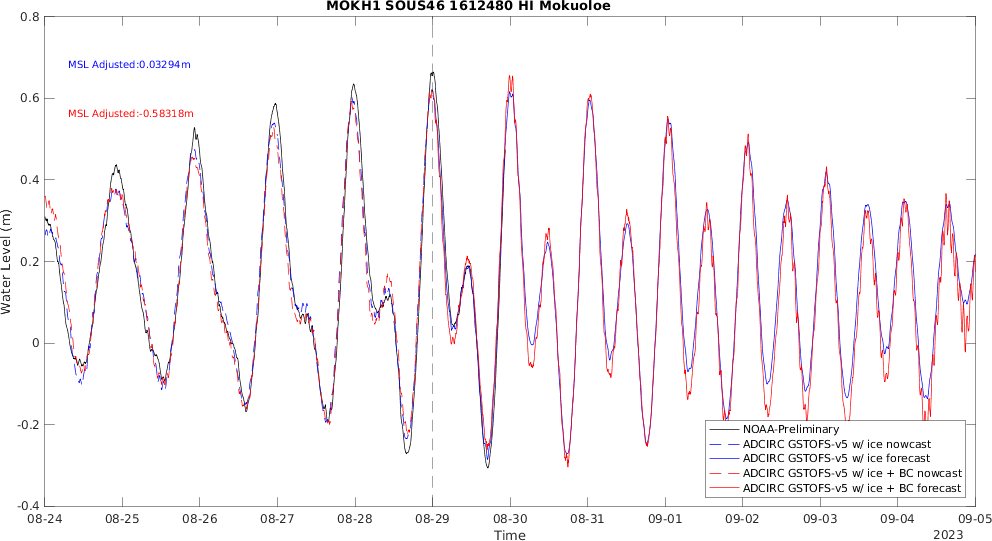 MOKH1 SOUS46 1612480 HI Mokuoloe
MSL Adjusted:0.03294m
MSL Adjusted:-0.58318m
Water Level (m)
0.8
0.6
0.4
0.2
0
-0.2
-0.4
NOAA-Preliminary
ADCIRC GSTOFS-v5 w/ ice nowcast
ADCIRC GSTOFS-v5 w/ ice forecast
ADCIRC GSTOFS-v5 w/ ice + BC nowcast
ADCIRC GSTOFS-v5 w/ ice + BC forecast
08-24 08-25 08-26 08-27 08-28 08-29 08-30 08-31 09-01 09-02 09-03 09-04 09-05
Time
2023